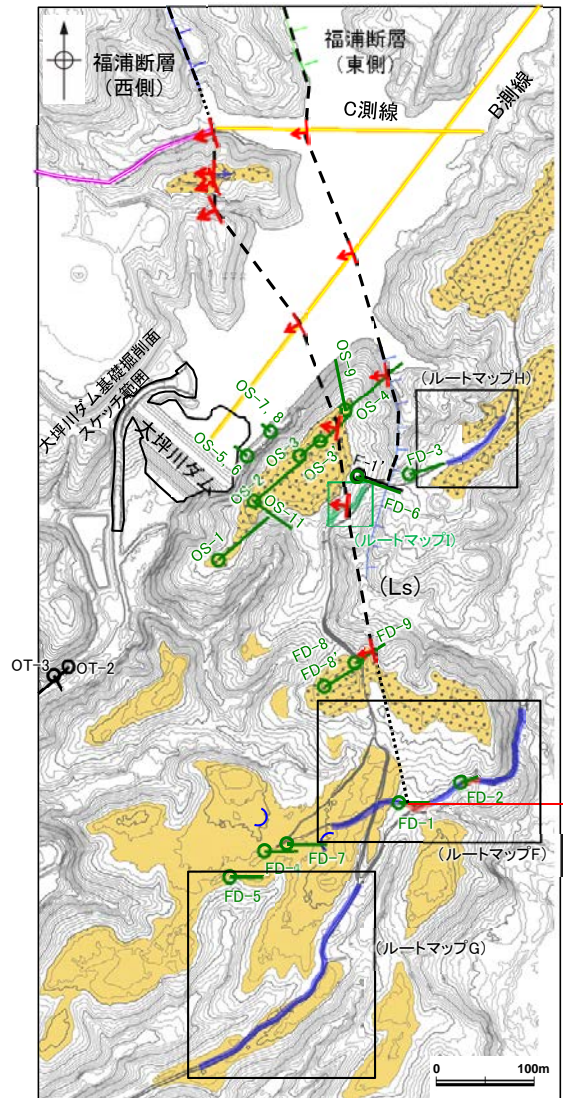 福浦断層
(西側)
福浦断層
(東側)
C測線
B測線
大坪川ダム基礎掘削面
スケッチ範囲
大坪川ダム
OS-9
OS-4
OS-7, 8
OS-5, 6
OS-3
OS-3'
OS-2
OS-11
OS-1
(ルートマップH)
FD-3
F-1'
FD-6
(ルートマップI)
(Ls)
OT-3
OT-2
FD-8
FD-8'
FD-9
FD-2
FD-1
(ルートマップF)
FD-7
FD-4
FD-5
(ルートマップG)
0 100m